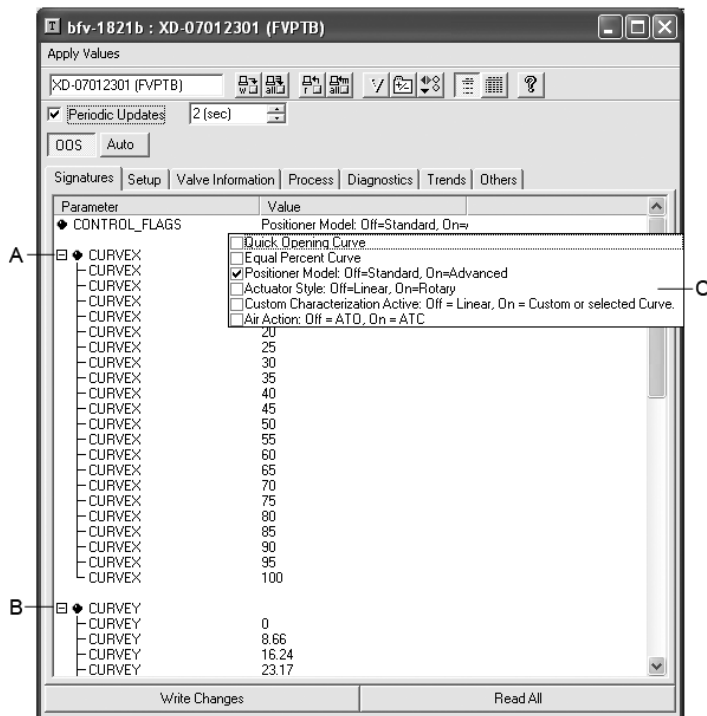 bfv-1821b : XD-07012301 (FVPTB)
Apply Values
XD-07012301 (FVPTB)
Periodic Updates 2 (sec)
OOS Auto
Signatures Setup Valve Information Process Diagnostics Trends Others
Parameter Value
CONTROL_FLAGS Positioner Model: Off=Standard, On=
Quick Opening Curve
A CURVEX
Equal Percent Curve
CURVEX
Positioner Model: Off=Standard, On=Advanced
CURVEX
Actuator Style: Off=Linear, On=Rotary
C
CURVEX
Custom Characterization Active: Off = Linear, On = Custom or selected Curve.
CURVEX
Air Action: Off = ATO, On = ATC
CURVEX 20
CURVEX 25
CURVEX 30
CURVEX 35
CURVEX 40
CURVEX 45
CURVEX 50
CURVEX 55
CURVEX 60
CURVEX 65
CURVEX 70
CURVEX 75
CURVEX 80
CURVEX 85
CURVEX 90
CURVEX 95
CURVEX 100
B CURVEY
CURVEY 0
CURVEY 8.66
CURVEY 16.24
CURVEY 23.17
Write Changes Read All